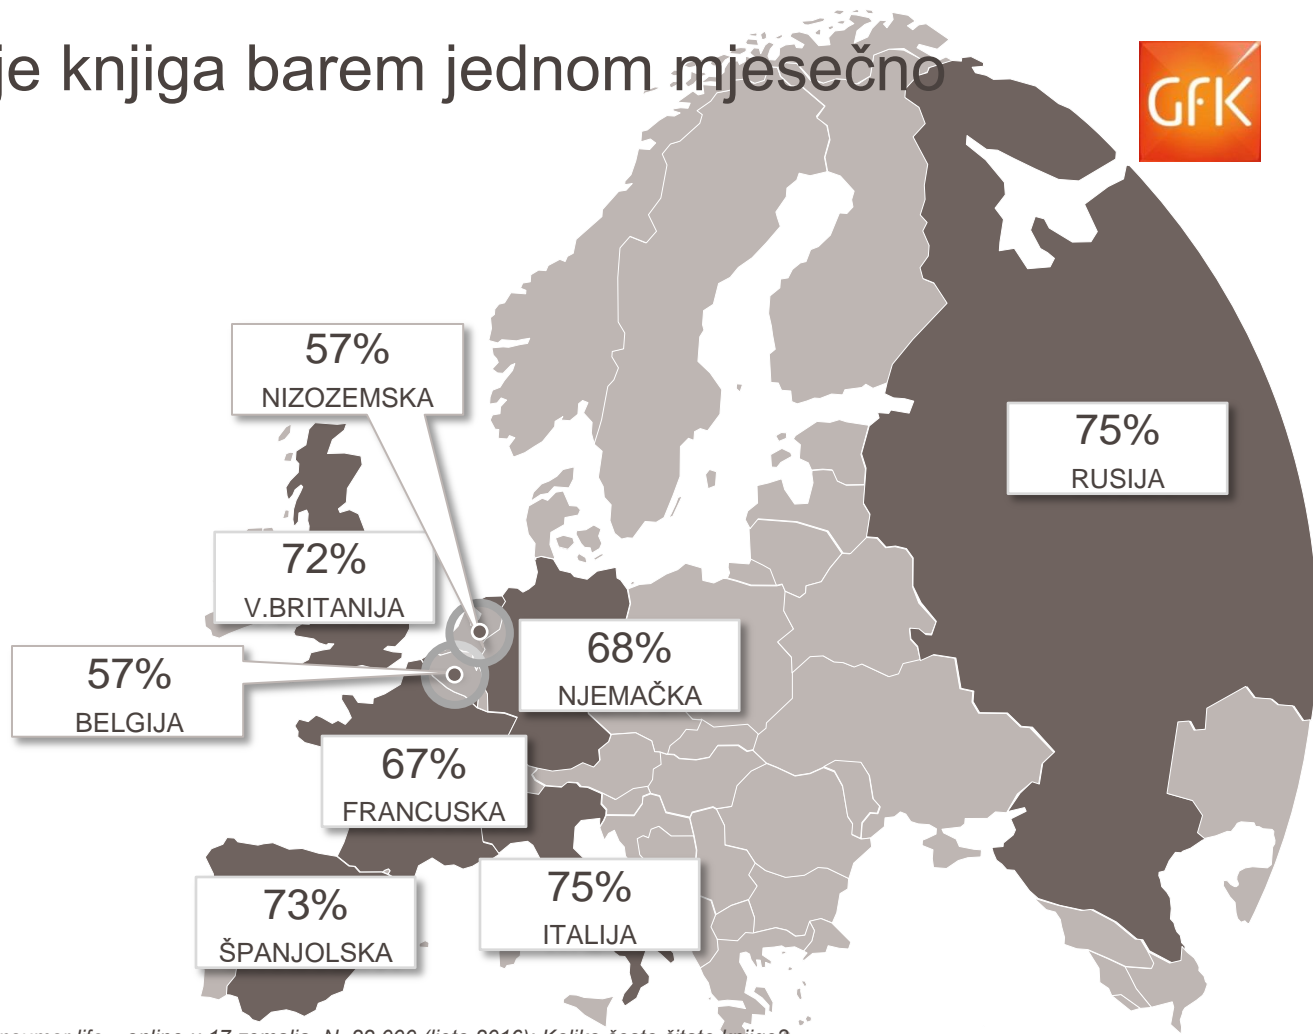 je knjiga barem jednom mjesečno
GfK
57%
NIZOZEMSKA
75%
RUSIJA
72%
V.BRITANIJA
68%
NJEMAČKA
57%
BELGIJA
67%
FRANCUSKA
75%
ITALIJA
73%
ŠPANJOLSKA